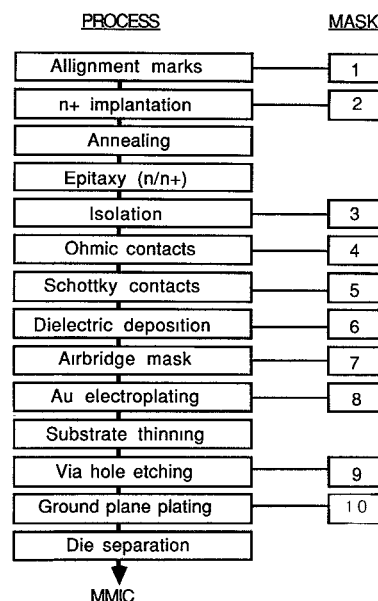 PROCESS MASK
Allignment marks 1
n+ implantation 2
Annealing
Epitaxy (n/n+)
Isolation 3
Ohmic contacts 4
Schottky contacts 5
Dielectric deposition 6
Airbridge mask 7
Au electroplating 8
Substrate thinning
Via hole etching 9
Ground plane plating 10
Die separation
MMIC